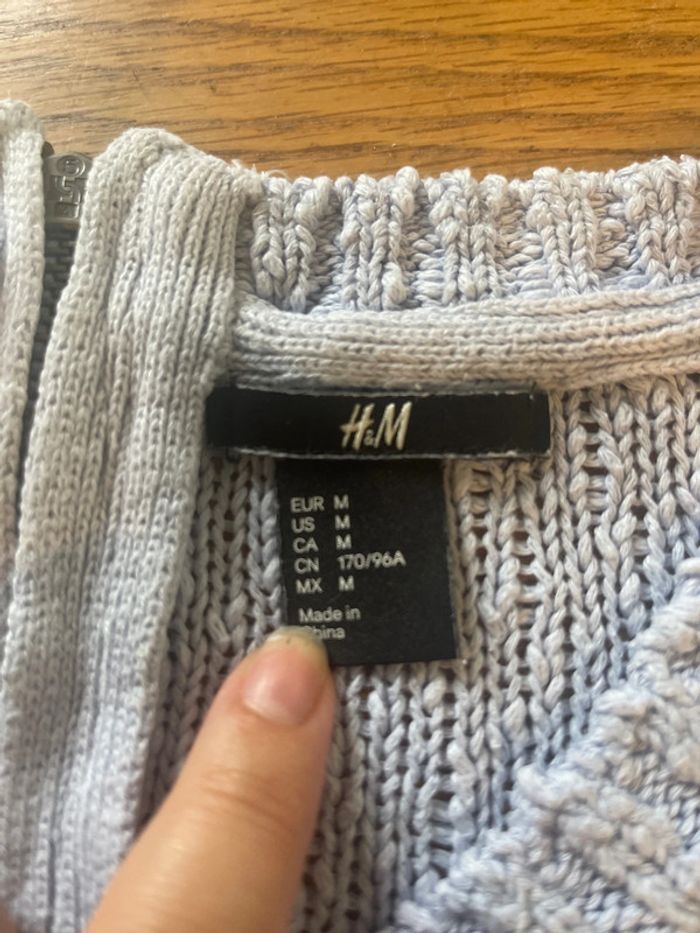 H&M
EUR M
US M
CA M
CN 170/96A
MX M
Made in
China